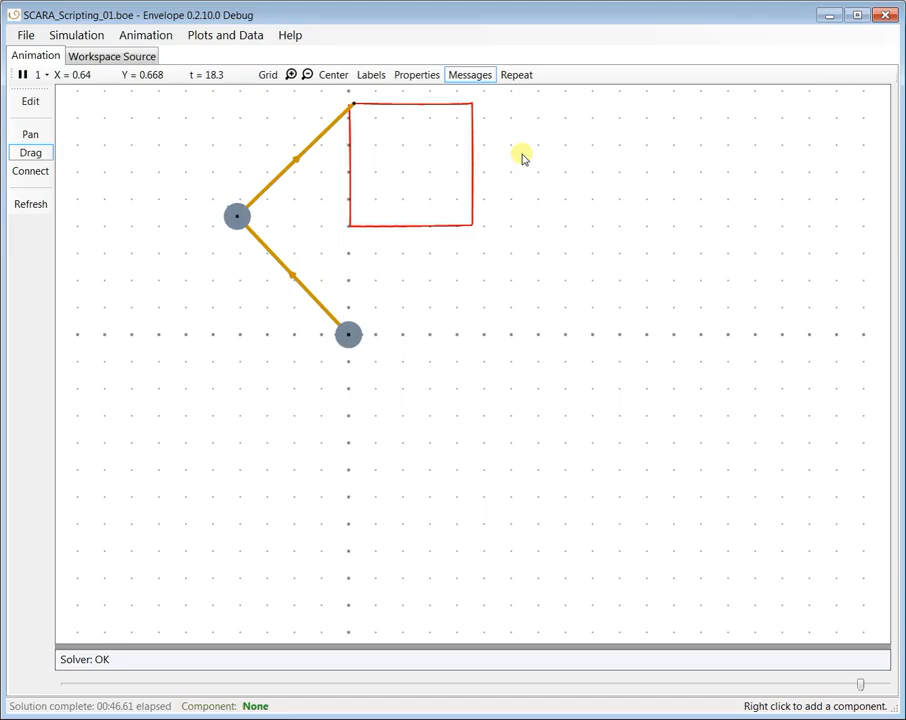 SCARA_Scripting_01.boe - Envelope 0.2.10.0 Debug
File Simulation Animation Plots and Data Help
Animation Workspace Source
1 X = 0.64 Y = 0.668 t = 18.3 Grid Center Labels Properties Messages Repeat
Edit
Pan
Drag
Connect
Refresh
Solver: OK
Solution complete: 00:46.61 elapsed Component: None Right click to add a component.